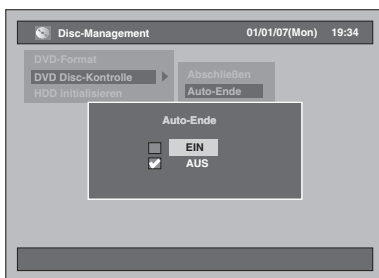 Disc-Management 01/01/07(Mon) 19:34
DVD-Format
DVD Disc-Kontrolle
HDD Initialisieren
Abschließen
Auto-Ende
Auto-Ende
EIN
AUS